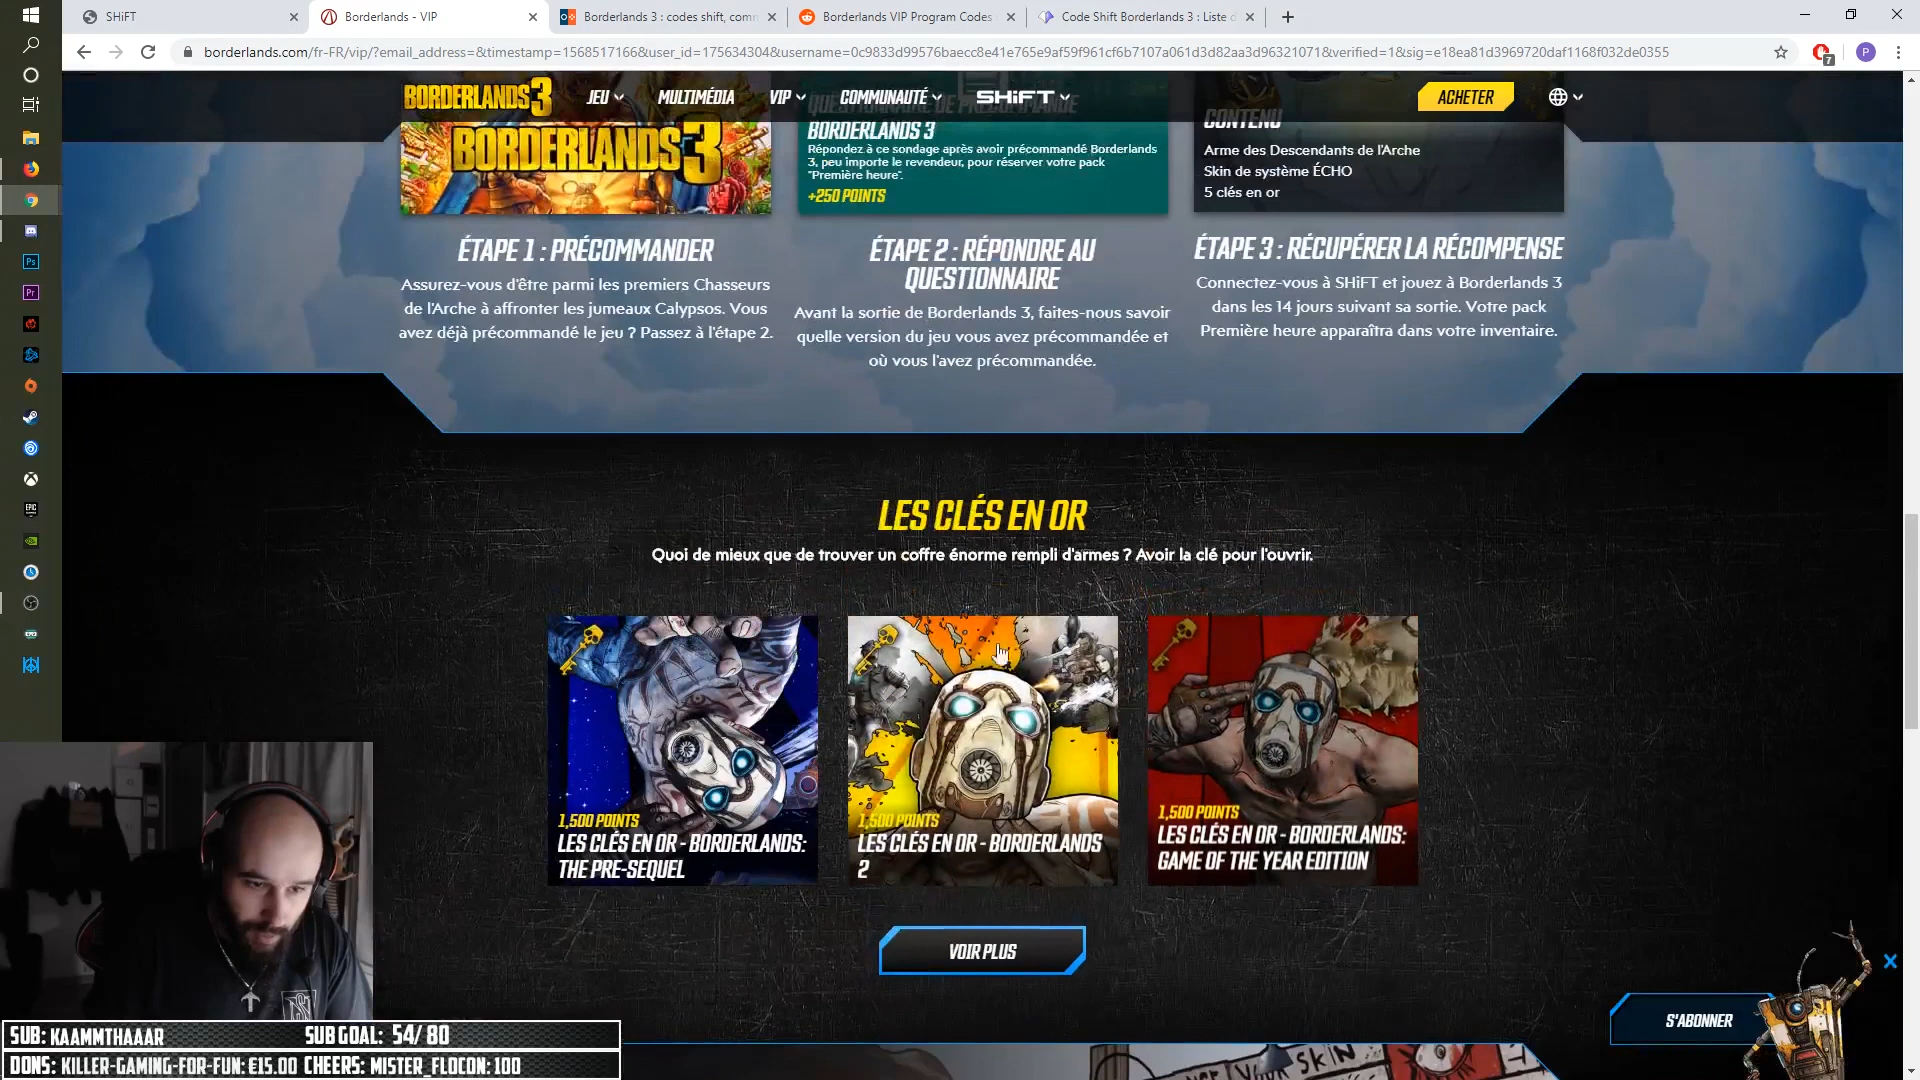 SHiFT
Borderlands - VIP
Borderlands 3 : codes shift, comm
Borderlands VIP Program Codes
Code Shift Borderlands 3 : Liste d
borderlands.com/fr-FR/vip/?email_address=&timestamp=1568517166&user_id=175634304&username=0c9833d99576baecc8e41e765e9af59f961cf6b7107a061d3d82aa3d96321071&verified=1&sig=e18ea81d3969720daf1168f032de0355
7
P
BORDERLANDS 3
JEU
MULTIMÉDIA
VIP
COMMUNAUTÉ
SHiFT
ACHETER
BORDERLANDS 3
QUESTIONNAIRE DE PRÉCOMMANDE
BORDERLANDS 3
Répondez à ce sondage après avoir précommandé Borderlands
3, peu importe le revendeur, pour réserver votre pack
"Première heure".
+250 POINTS
CONTENU
Arme des Descendants de l'Arche
Skin de système ÉCHO
5 clés en or
ÉTAPE 1 : PRÉCOMMANDER
Assurez-vous d'être parmi les premiers Chasseurs
de l'Arche à affronter les jumeaux Calypsos. Vous
avez déjà précommandé le jeu ? Passez à l'étape 2.
ÉTAPE 2 : RÉPONDRE AU
QUESTIONNAIRE
Avant la sortie de Borderlands 3, faites-nous savoir
quelle version du jeu vous avez précommandée et
où vous l'avez précommandée.
ÉTAPE 3 : RÉCUPÉRER LA RÉCOMPENSE
Connectez-vous à SHiFT et jouez à Borderlands 3
dans les 14 jours suivant sa sortie. Votre pack
Première heure apparaîtra dans votre inventaire.
LES CLÉS EN OR
Quoi de mieux que de trouver un coffre énorme rempli d'armes ? Avoir la clé pour l'ouvrir.
1,500 POINTS
LES CLÉS EN OR - BORDERLANDS:
THE PRE-SEQUEL
1,500 POINTS
LES CLÉS EN OR - BORDERLANDS
2
1,500 POINTS
LES CLÉS EN OR - BORDERLANDS:
GAME OF THE YEAR EDITION
VOIR PLUS
S'ABONNER
Ps
Pr
EPIC
SUB: KAAMMTHAAAR
SUB GOAL: 54/ 80
DONS: KILLER-GAMING-FOR-FUN: €15.00 CHEERS: MISTER_FLOCON: 100
YOUR SKIN